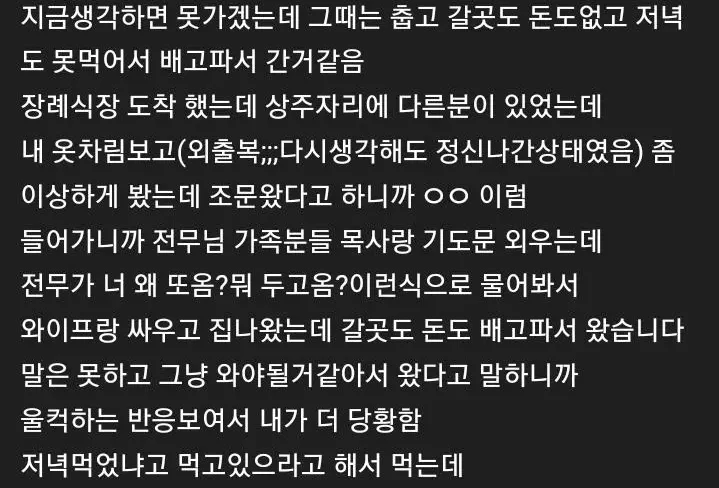 지금생각하면 못가겠는데 그때는 춥고 갈곳도 돈도없고 저녁
도 못먹어서 배고파서 간거같음
장례식장 도착 했는데 상주자리에 다른분이 있었는데
내 옷차림보고(외출복;;;다시생각해도 정신나간상태였음) 좀
이상하게 봤는데 조문왔다고 하니까 ㅇㅇ 이럼
들어가니까 전무님 가족분들 목사랑 기도문 외우는데
전무가 너 왜 또옴?뭐 두고옴?이런식으로 물어봐서
와이프랑 싸우고 집나왔는데 갈곳도 돈도 배고파서 왔습니다
말은 못하고 그냥 와야될거같아서 왔다고 말하니까
울컥하는 반응보여서 내가 더 당황함
저녁먹었냐고 먹고있으라고 해서 먹는데